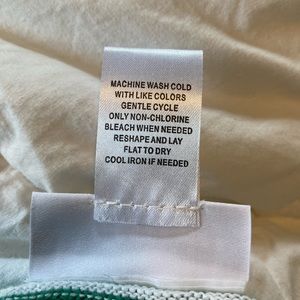 MACHINE WASH COLD
WITH LIKE COLORS
GENTLE CYCLE
ONLY NON-CHLORINE
BLEACH WHEN NEEDED
RESHAPE AND LAY
FLAT TO DRY
COOL IRON IF NEEDED